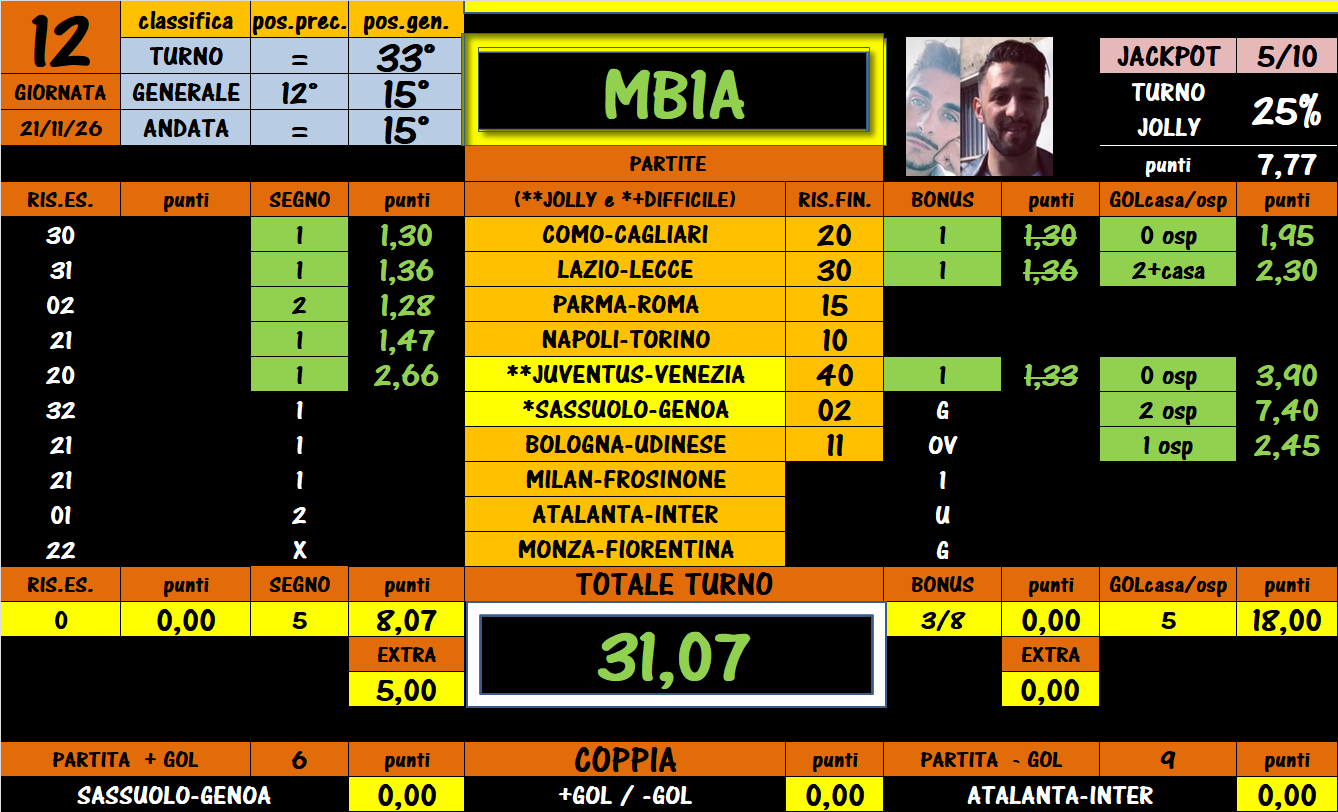 12 classifica pos.prec. pos.gen.
TURNO = 33°
GIORNATA GENERALE 12° 15°
21/11/26 ANDATA = 15°
MB1A
JACKPOT 5/10
TURNO JOLLY 25%
punti 7,77
PARTITE
RIS.ES. punti SEGNO punti (**JOLLY e *+DIFFICILE) RIS.FIN. BONUS punti GOLcasa/osp punti
30 1 1,30 COMO-CAGLIARI 20 1 1,30 0 osp 1,95
31 1 1,36 LAZIO-LECCE 30 1 1,36 2+casa 2,30
02 2 1,28 PARMA-ROMA 15
21 1 1,47 NAPOLI-TORINO 10
20 1 2,66 **JUVENTUS-VENEZIA 40 1 1,33 0 osp 3,90
32 1 *SASSUOLO-GENOA 02 G 2 osp 7,40
21 1 BOLOGNA-UDINESE 11 OV 1 osp 2,45
21 1 MILAN-FROSINONE 1
01 2 ATALANTA-INTER U
22 X MONZA-FIORENTINA G
RIS.ES. punti SEGNO punti TOTALE TURNO BONUS punti GOLcasa/osp punti
0 0,00 5 8,07 31,07 3/8 0,00 5 18,00
EXTRA EXTRA
5,00 0,00
PARTITA + GOL 6 punti COPPIA punti PARTITA - GOL 9 punti
SASSUOLO-GENOA 0,00 +GOL / -GOL 0,00 ATALANTA-INTER 0,00